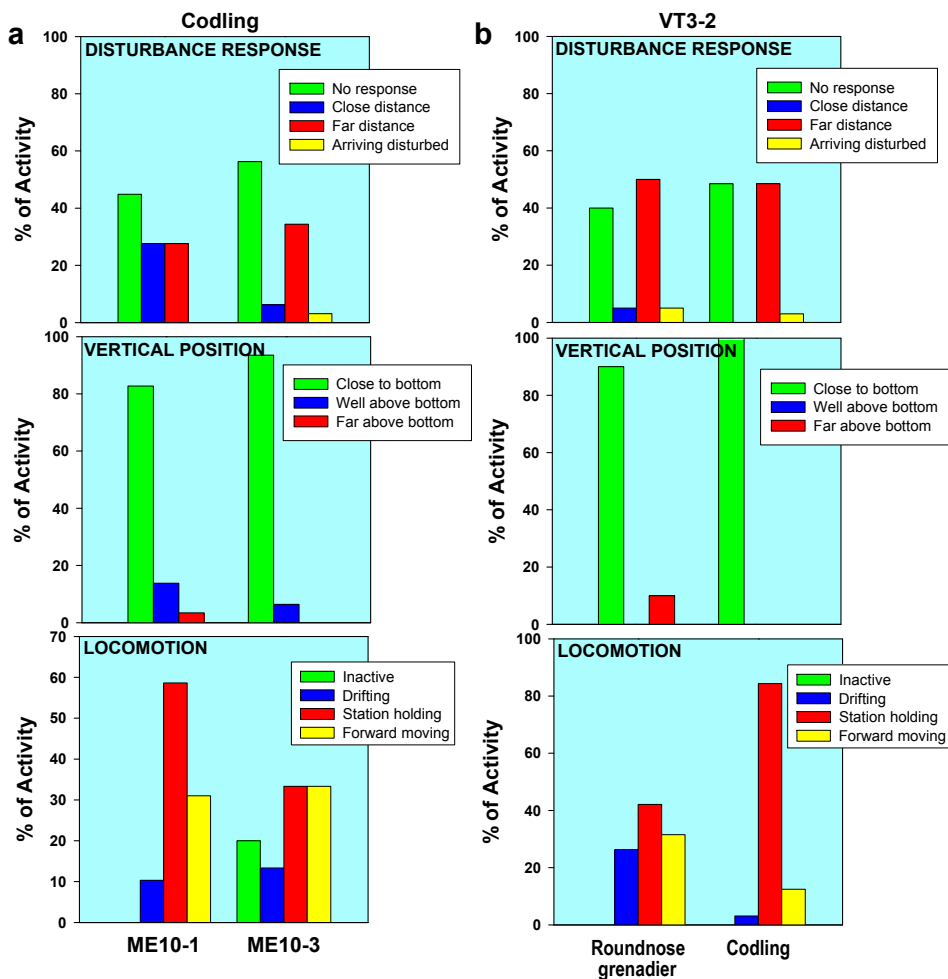 a
Codling
DISTURBANCE RESPONSE
% of Activity
100
80
60
40
20
0
No response
Close distance
Far distance
Arriving disturbed
VERTICAL POSITION
% of Activity
100
80
60
40
20
0
Close to bottom
Well above bottom
Far above bottom
LOCOMOTION
% of Activity
70
60
50
40
30
20
10
0
Inactive
Drifting
Station holding
Forward moving
ME10-1 ME10-3
b
VT3-2
DISTURBANCE RESPONSE
% of Activity
100
80
60
40
20
0
No response
Close distance
Far distance
Arriving disturbed
VERTICAL POSITION
% of Activity
100
80
60
40
20
0
Close to bottom
Well above bottom
Far above bottom
LOCOMOTION
% of Activity
100
80
60
40
20
0
Inactive
Drifting
Station holding
Forward moving
Roundnose Codling
grenadier